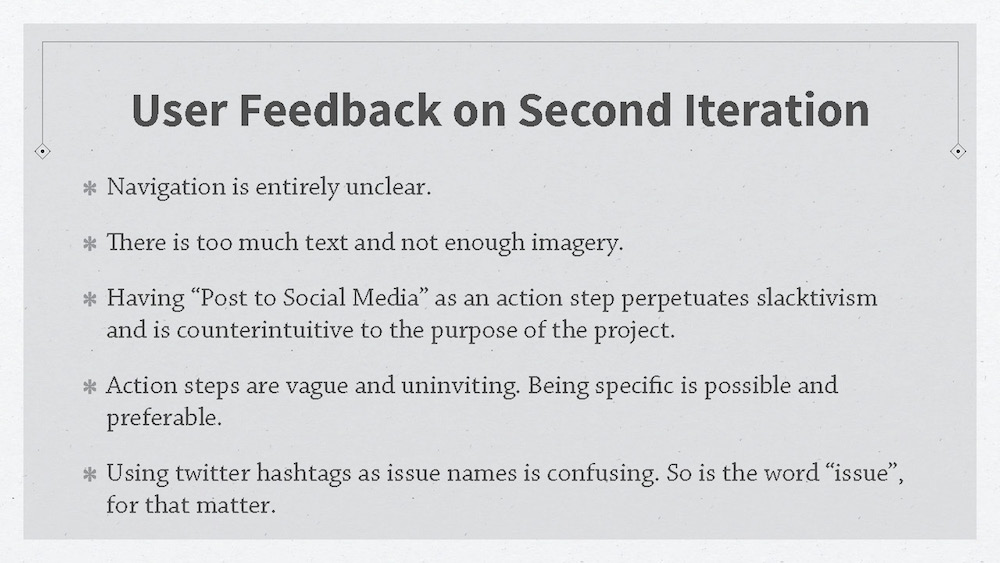 User Feedback on Second Iteration
Navigation is entirely unclear.
There is too much text and not enough imagery.
Having “Post to Social Media” as an action step perpetuates slacktivism
and is counterintuitive to the purpose of the project.
Action steps are vague and uninviting. Being specific is possible and
preferable.
Using twitter hashtags as issue names is confusing. So is the word “issue”,
for that matter.